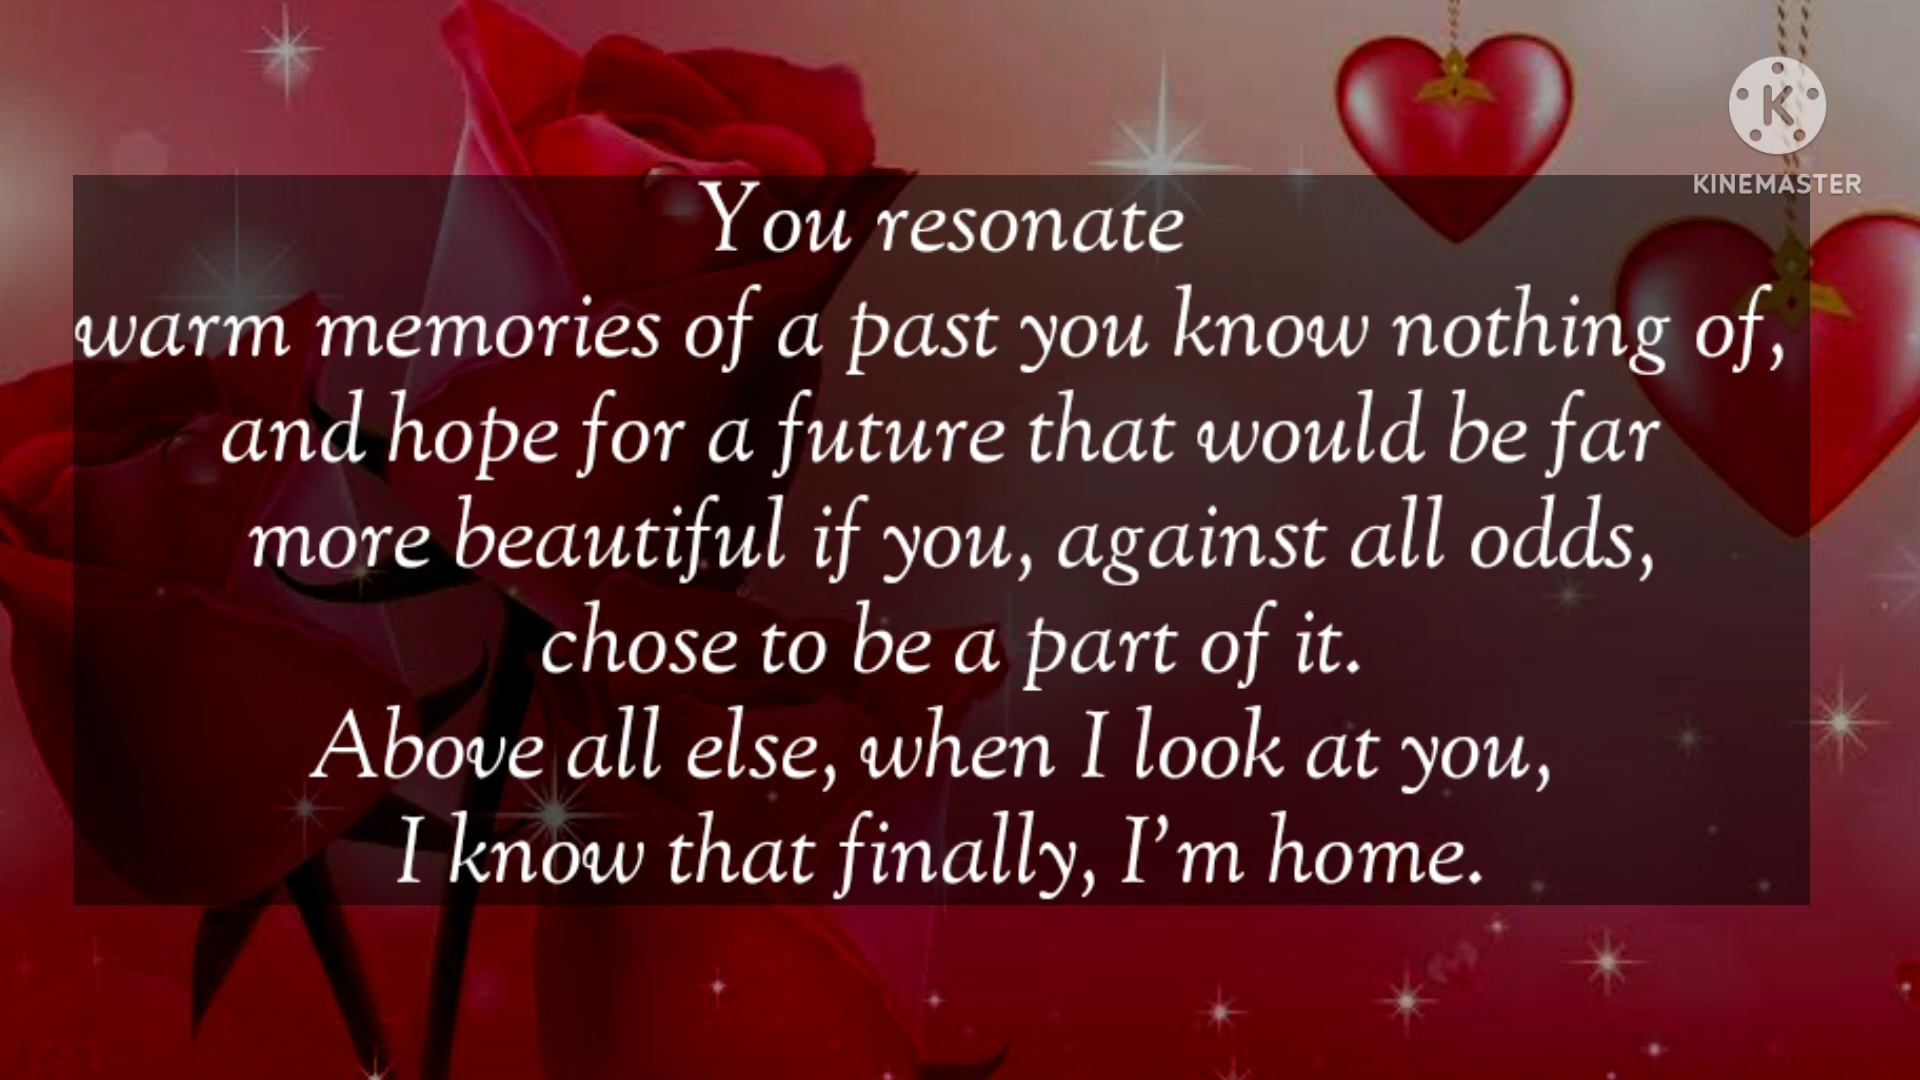 KINEMASTER
You resonate
warm memories of a past you know nothing of,
and hope for a future that would be far
more beautiful if you, against all odds,
chose to be a part of it.
Above all else, when I look at you,
I know that finally, I’m home.